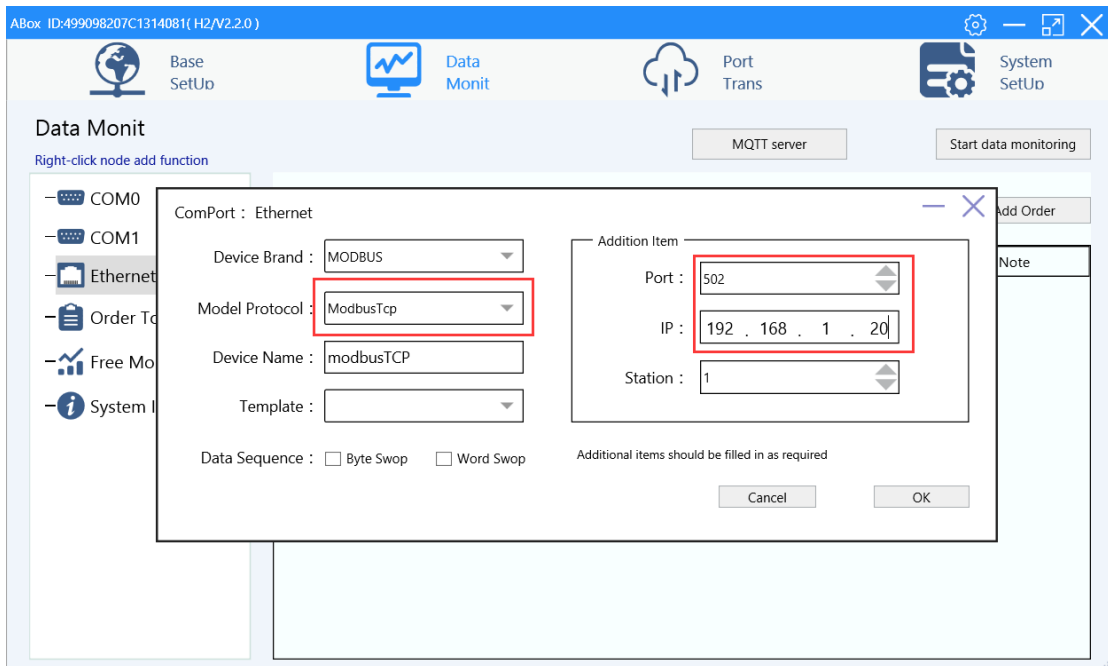 ABox ID:499098207C1314081( H2/V2.2.0 )
Base
SetUp
Data
Monit
Port
Trans
System
SetUp
Data Monit
MQTT server
Start data monitoring
Right-click node add function
COM0
COM1
Ethernet
Free Mo
System I
Add Order
Note
ComPort : Ethernet
Device Brand : MODBUS
Model Protocol : ModbusTcp
Device Name : modbusTCP
Template :
Data Sequence : Byte Swop Word Swop
Addition Item
Port : 502
IP : 192 . 168 . 1 . 20
Station : 1
Additional items should be filled in as required
Cancel
OK
Order To